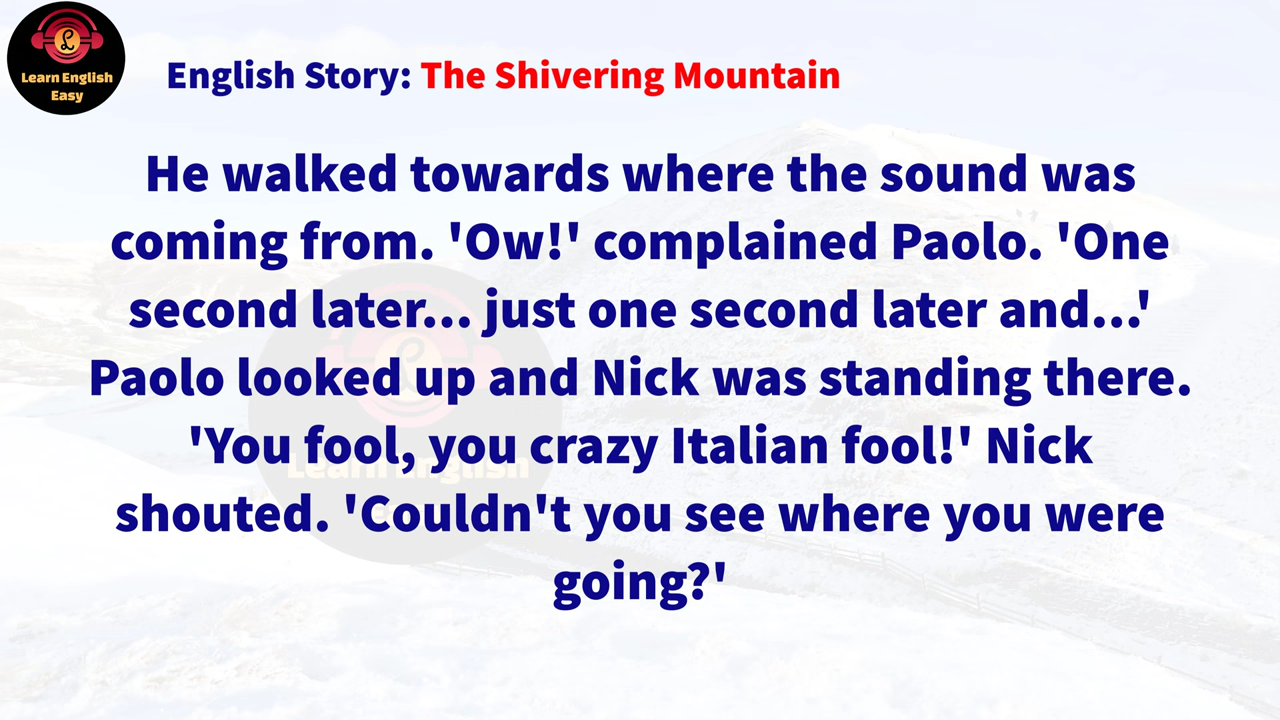 Learn English
Easy
English Story: The Shivering Mountain
He walked towards where the sound was
coming from. 'Ow!' complained Paolo. 'One
second later... just one second later and...'
Paolo looked up and Nick was standing there.
'You fool, you crazy Italian fool!' Nick
shouted. 'Couldn't you see where you were
going?'
Learn English